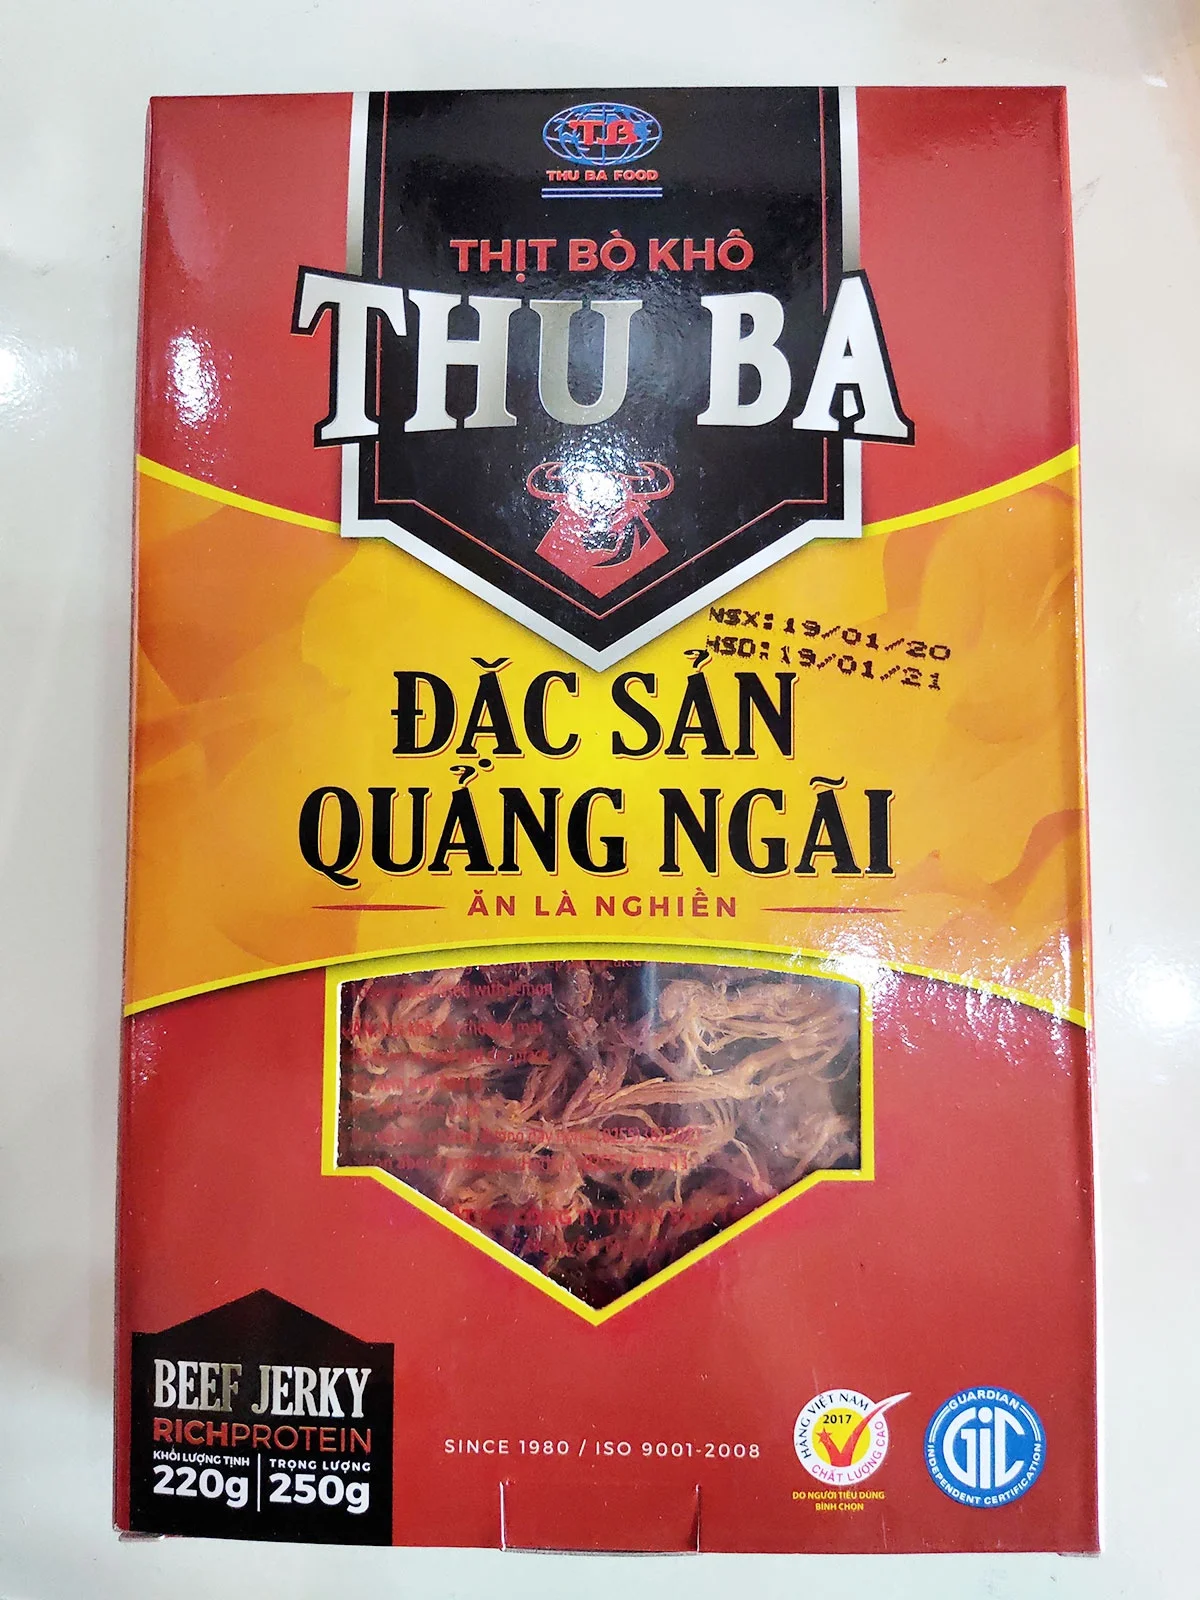 T.B
THU BA FOOD
THỊT BÒ KHÔ
THU BA
NSX: 19/01/20
HSD: 19/01/21
ĐẶC SẢN
QUẢNG NGÃI
ĂN LÀ NGHIỀN
with lemon
BEEF JERKY
RICHPROTEIN
KHỐI LƯỢNG TỊNH
220g
TRỌNG LƯỢNG
250g
SINCE 1980 / ISO 9001-2008
HÀNG VIỆT NAM
2017
CHẤT LƯỢNG CAO
DO NGƯỜI TIÊU DÙNG
BÌNH CHỌN
GUARDIAN
GIC
INDEPENDENT CERTIFICATION